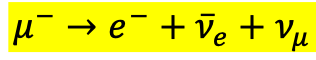 μ⁻ → e⁻ + ν̄ₑ + ν_μ